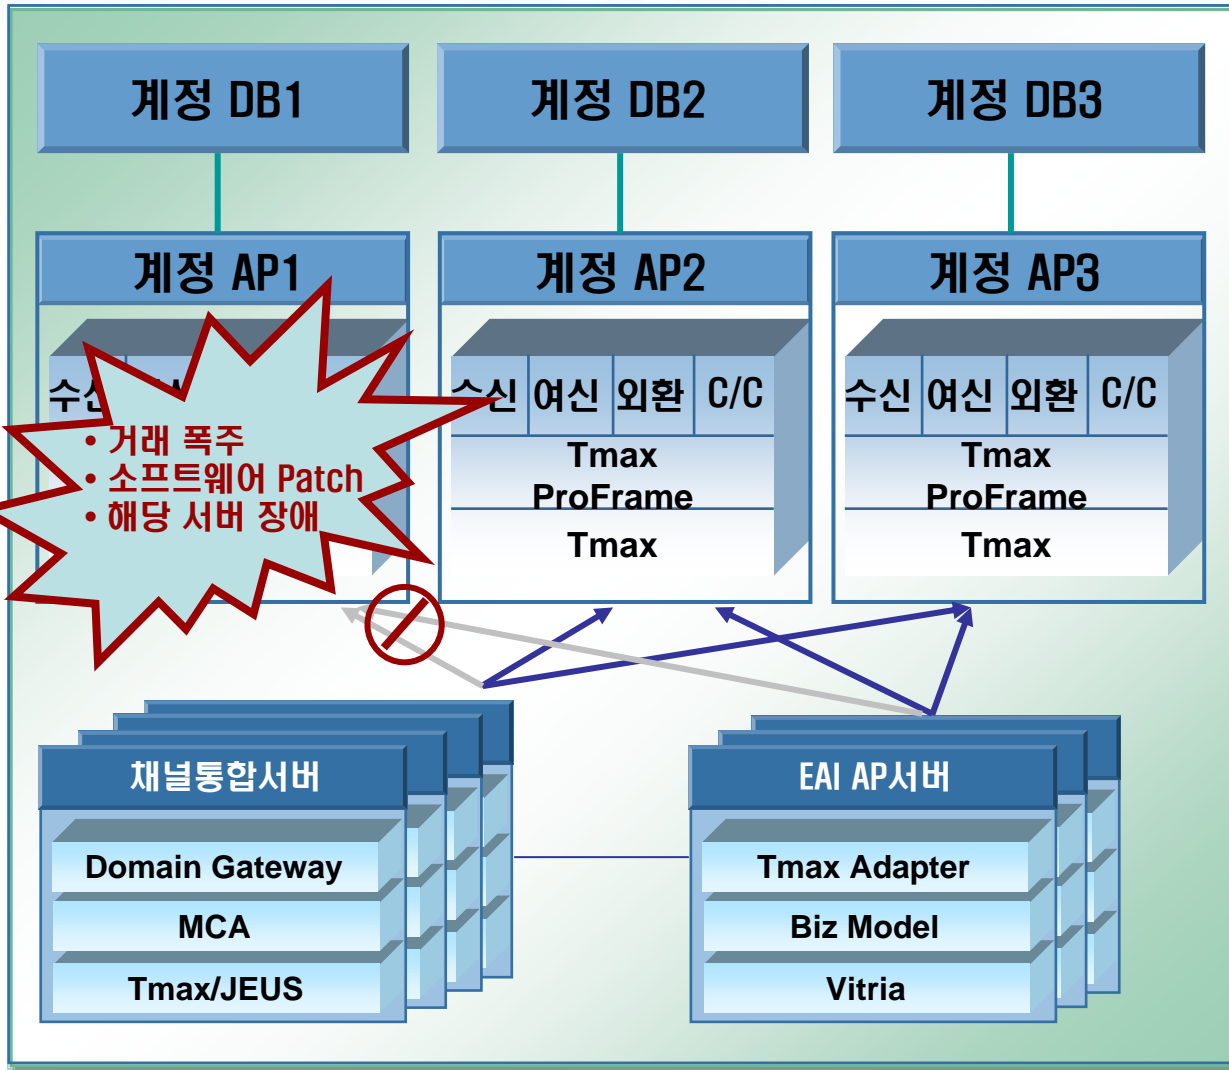 계정 DB1
계정 DB2
계정 DB3
계정 AP1
계정 AP2
계정 AP3
• 거래 폭주
• 소프트웨어 Patch
• 해당 서버 장애
수신 여신 외환 C/C
Tmax
ProFrame
Tmax
수신 여신 외환 C/C
Tmax
ProFrame
Tmax
채널통합서버
Domain Gateway
MCA
Tmax/JEUS
EAI AP서버
Tmax Adapter
Biz Model
Vitria